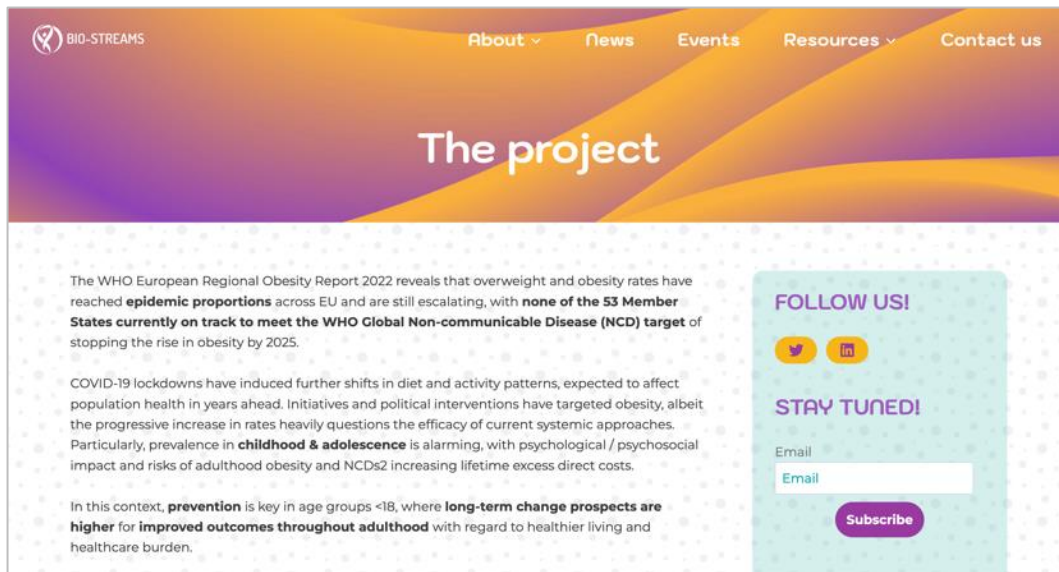 BIO-STREAMS
About
News
Events
Resources
Contact us
The project
The WHO European Regional Obesity Report 2022 reveals that overweight and obesity rates have
reached epidemic proportions across EU and are still escalating, with none of the 53 Member
States currently on track to meet the WHO Global Non-communicable Disease (NCD) target of
stopping the rise in obesity by 2025.
COVID-19 lockdowns have induced further shifts in diet and activity patterns, expected to affect
population health in years ahead. Initiatives and political interventions have targeted obesity, albeit
the progressive increase in rates heavily questions the efficacy of current systemic approaches.
Particularly, prevalence in childhood & adolescence is alarming, with psychological / psychosocial
impact and risks of adulthood obesity and NCDs2 increasing lifetime excess direct costs.
In this context, prevention is key in age groups <18, where long-term change prospects are
higher for improved outcomes throughout adulthood with regard to healthier living and
healthcare burden.
FOLLOW US!
STAY TUNED!
Email
Email
Subscribe